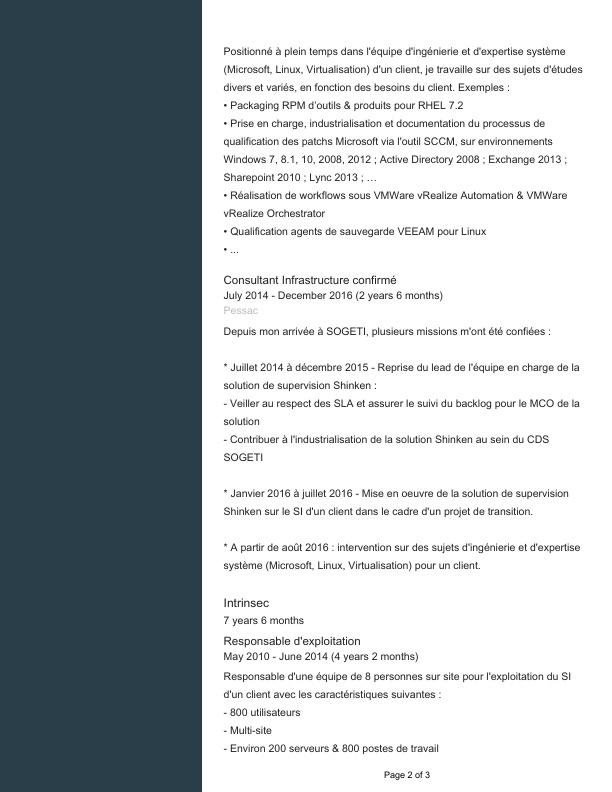 Positionné à plein temps dans l'équipe d'ingénierie et d'expertise système
(Microsoft, Linux, Virtualisation) d'un client, je travaille sur des sujets d'études
divers et variés, en fonction des besoins du client. Exemples :
• Packaging RPM d'outils & produits pour RHEL 7.2
• Prise en charge, industrialisation et documentation du processus de
qualification des patchs Microsoft via l'outil SCCM, sur environnements
Windows 7, 8.1, 10, 2008, 2012 ; Active Directory 2008 ; Exchange 2013 ;
Sharepoint 2010 ; Lync 2013 ; …
• Réalisation de workflows sous VMWare vRealize Automation & VMWare
vRealize Orchestrator
• Qualification agents de sauvegarde VEEAM pour Linux
• ...
Consultant Infrastructure confirmé
July 2014 - December 2016 (2 years 6 months)
Pessac
Depuis mon arrivée à SOGETI, plusieurs missions m'ont été confiées :
* Juillet 2014 à décembre 2015 - Reprise du lead de l'équipe en charge de la
solution de supervision Shinken :
- Veiller au respect des SLA et assurer le suivi du backlog pour le MCO de la
solution
- Contribuer à l'industrialisation de la solution Shinken au sein du CDS
SOGETI
* Janvier 2016 à juillet 2016 - Mise en oeuvre de la solution de supervision
Shinken sur le SI d'un client dans le cadre d'un projet de transition.
* A partir de août 2016 : intervention sur des sujets d'ingénierie et d'expertise
système (Microsoft, Linux, Virtualisation) pour un client.
Intrinsec
7 years 6 months
Responsable d'exploitation
May 2010 - June 2014 (4 years 2 months)
Responsable d'une équipe de 8 personnes sur site pour l'exploitation du SI
d'un client avec les caractéristiques suivantes :
- 800 utilisateurs
- Multi-site
- Environ 200 serveurs & 800 postes de travail
Page 2 of 3